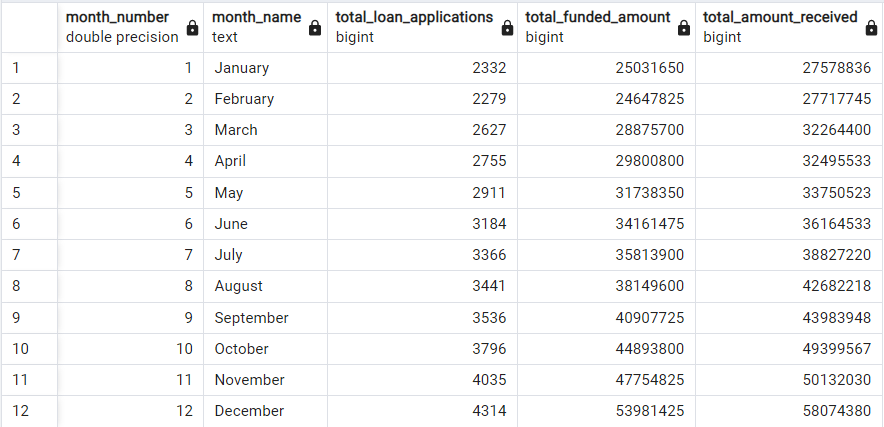 month_number month_name total_loan_applications total_funded_amount total_amount_received
double precision text bigint bigint bigint
1 1 January 2332 25031650 27578836
2 2 February 2279 24647825 27717745
3 3 March 2627 28875700 32264400
4 4 April 2755 29800800 32495533
5 5 May 2911 31738350 33750523
6 6 June 3184 34161475 36164533
7 7 July 3366 35813900 38827220
8 8 August 3441 38149600 42682218
9 9 September 3536 40907725 43983948
10 10 October 3796 44893800 49399567
11 11 November 4035 47754825 50132030
12 12 December 4314 53981425 58074380